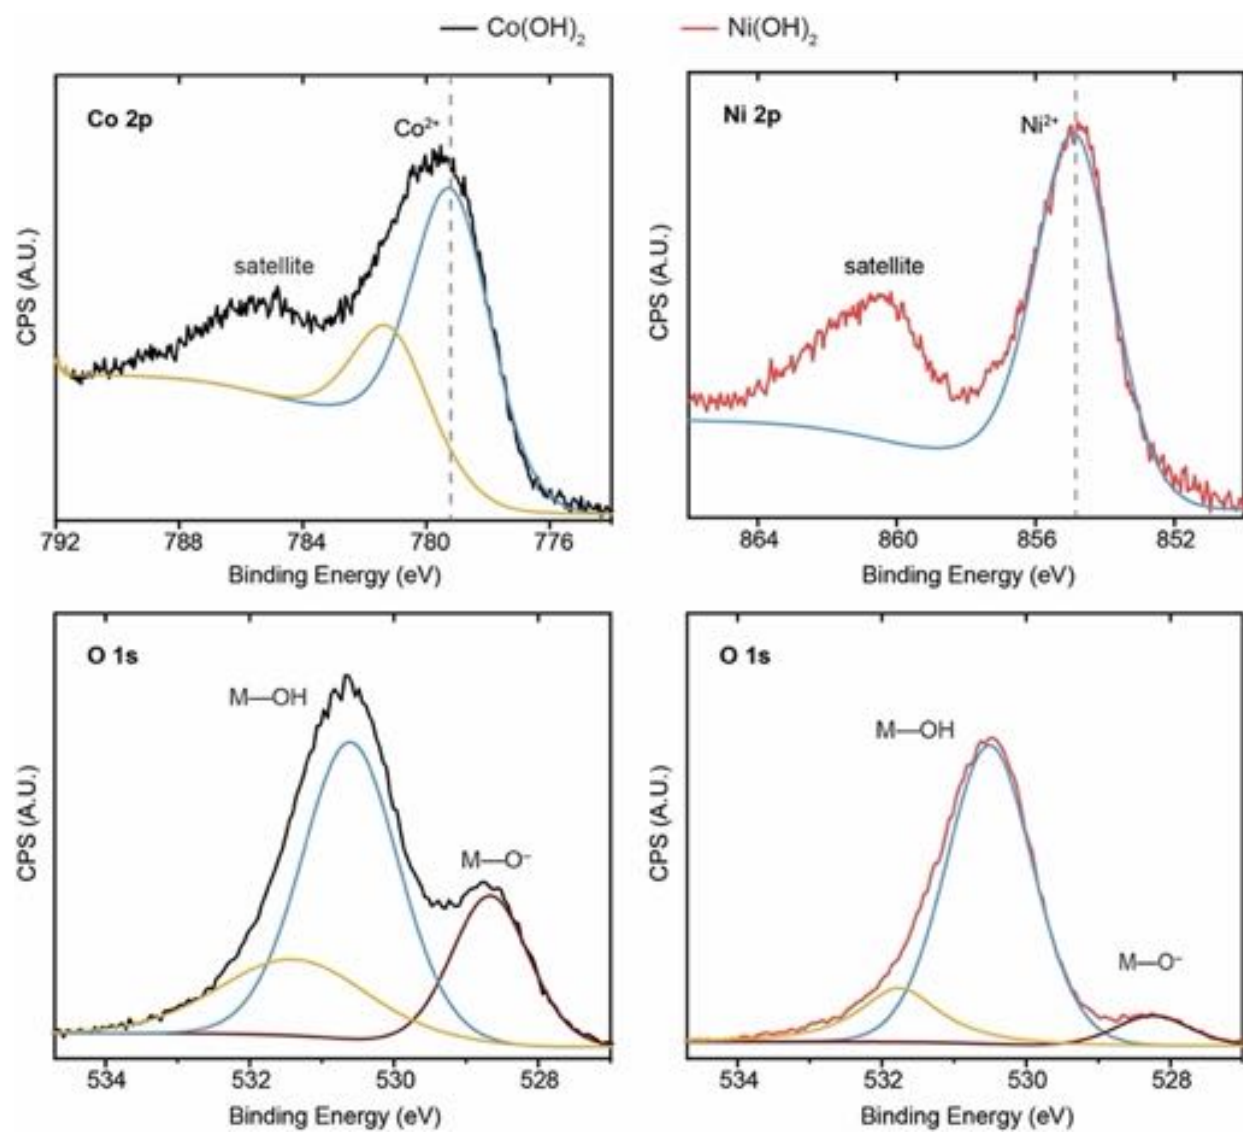 Co(OH)₂ Ni(OH)₂
Co 2p
Co²⁺
satellite
CPS (A.U.)
792 788 784 780 776
Binding Energy (eV)
Ni 2p
Ni²⁺
satellite
CPS (A.U.)
864 860 854 852
Binding Energy (eV)
O 1s
M—OH
M—O⁻
CPS (A.U.)
534 532 530 528
Binding Energy (eV)
O 1s
M—OH
M—O⁻
CPS (A.U.)
534 532 530 528
Binding Energy (eV)